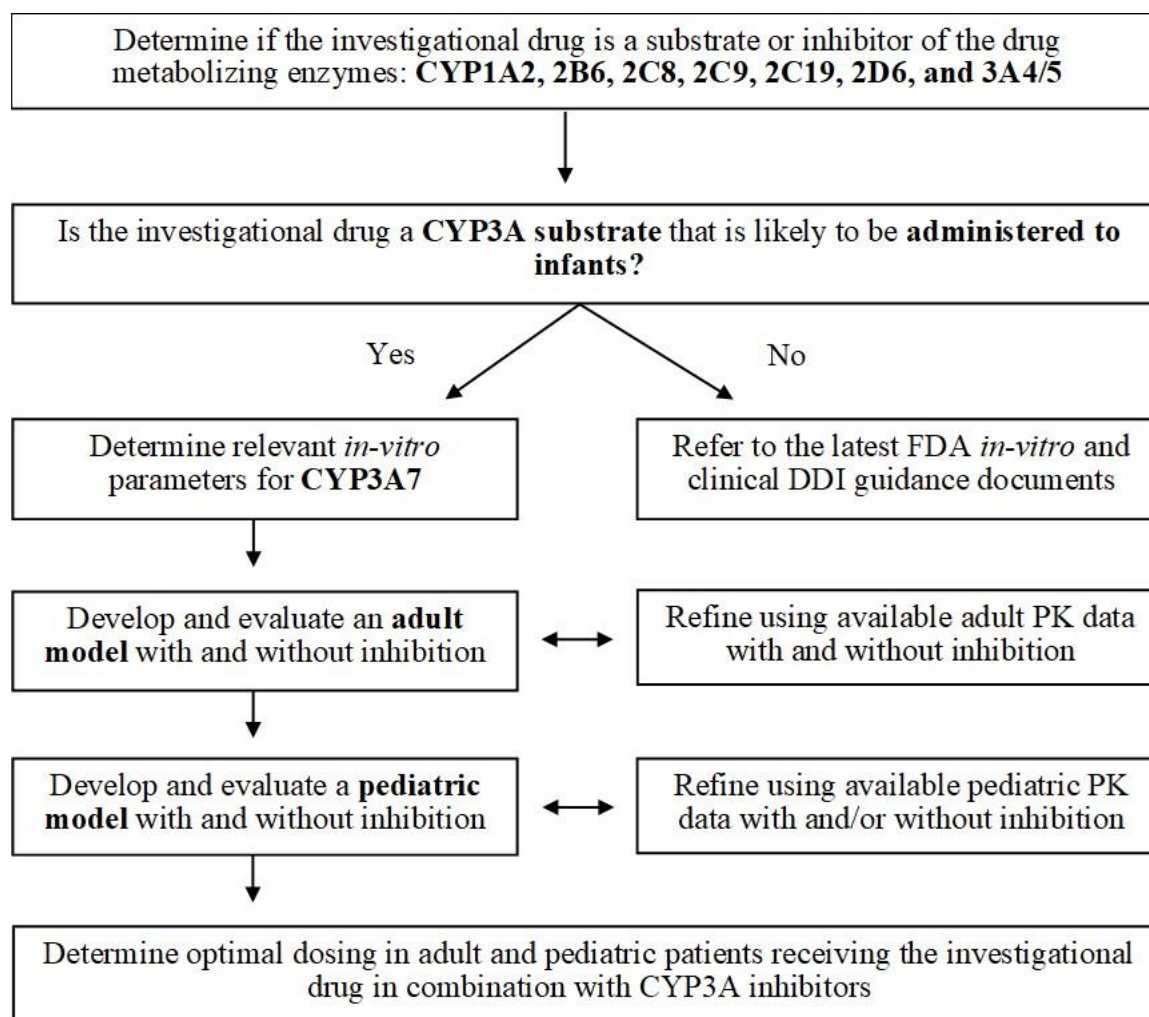 Determine if the investigational drug is a substrate or inhibitor of the drug
metabolizing enzymes: CYP1A2, 2B6, 2C8, 2C9, 2C19, 2D6, and 3A4/5
Is the investigational drug a CYP3A substrate that is likely to be administered to
infants?
Yes
No
Determine relevant in-vitro
parameters for CYP3A7
Refer to the latest FDA in-vitro and
clinical DDI guidance documents
Develop and evaluate an adult
model with and without inhibition
Refine using available adult PK data
with and without inhibition
Develop and evaluate a pediatric
model with and without inhibition
Refine using available pediatric PK
data with and/or without inhibition
Determine optimal dosing in adult and pediatric patients receiving the investigational
drug in combination with CYP3A inhibitors